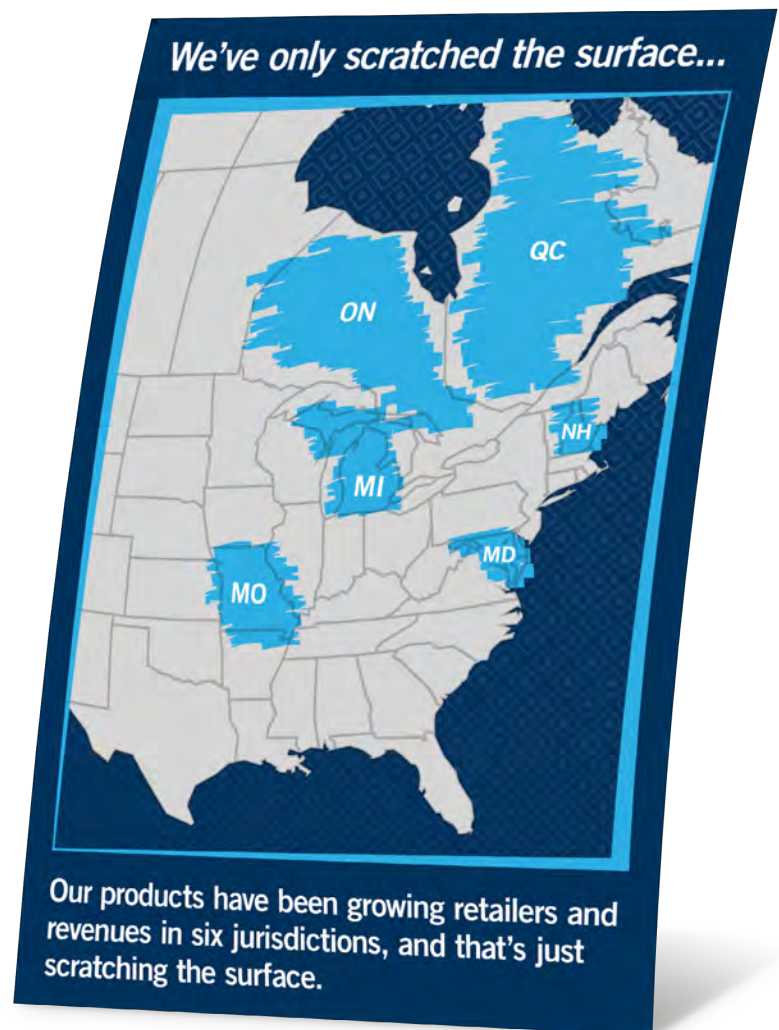 We've only scratched the surface...
QC
ON
NH
MI
MD
MO
Our products have been growing retailers and
revenues in six jurisdictions, and that's just
scratching the surface.